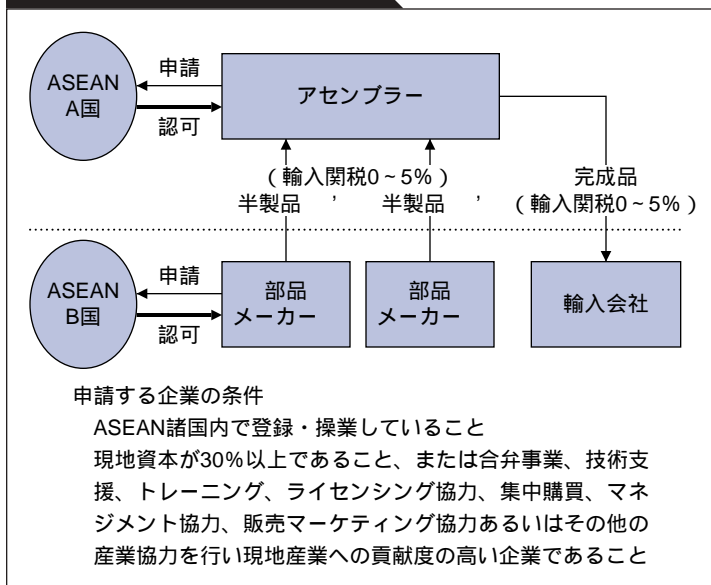 ASEAN
A国
申請
認可
アセンブラー
(輸入関税0~5%)
半製品 ' 半製品 '
完成品
(輸入関税0~5%)
ASEAN
B国
申請
認可
部品
メーカー
部品
メーカー
輸入会社
申請する企業の条件
ASEAN諸国内で登録・操業していること
現地資本が30%以上であること、または合弁事業、技術支
援、トレーニング、ライセンシング協力、集中購買、マネ
ジメント協力、販売マーケティング協力あるいはその他の
産業協力を行い現地産業への貢献度の高い企業であること